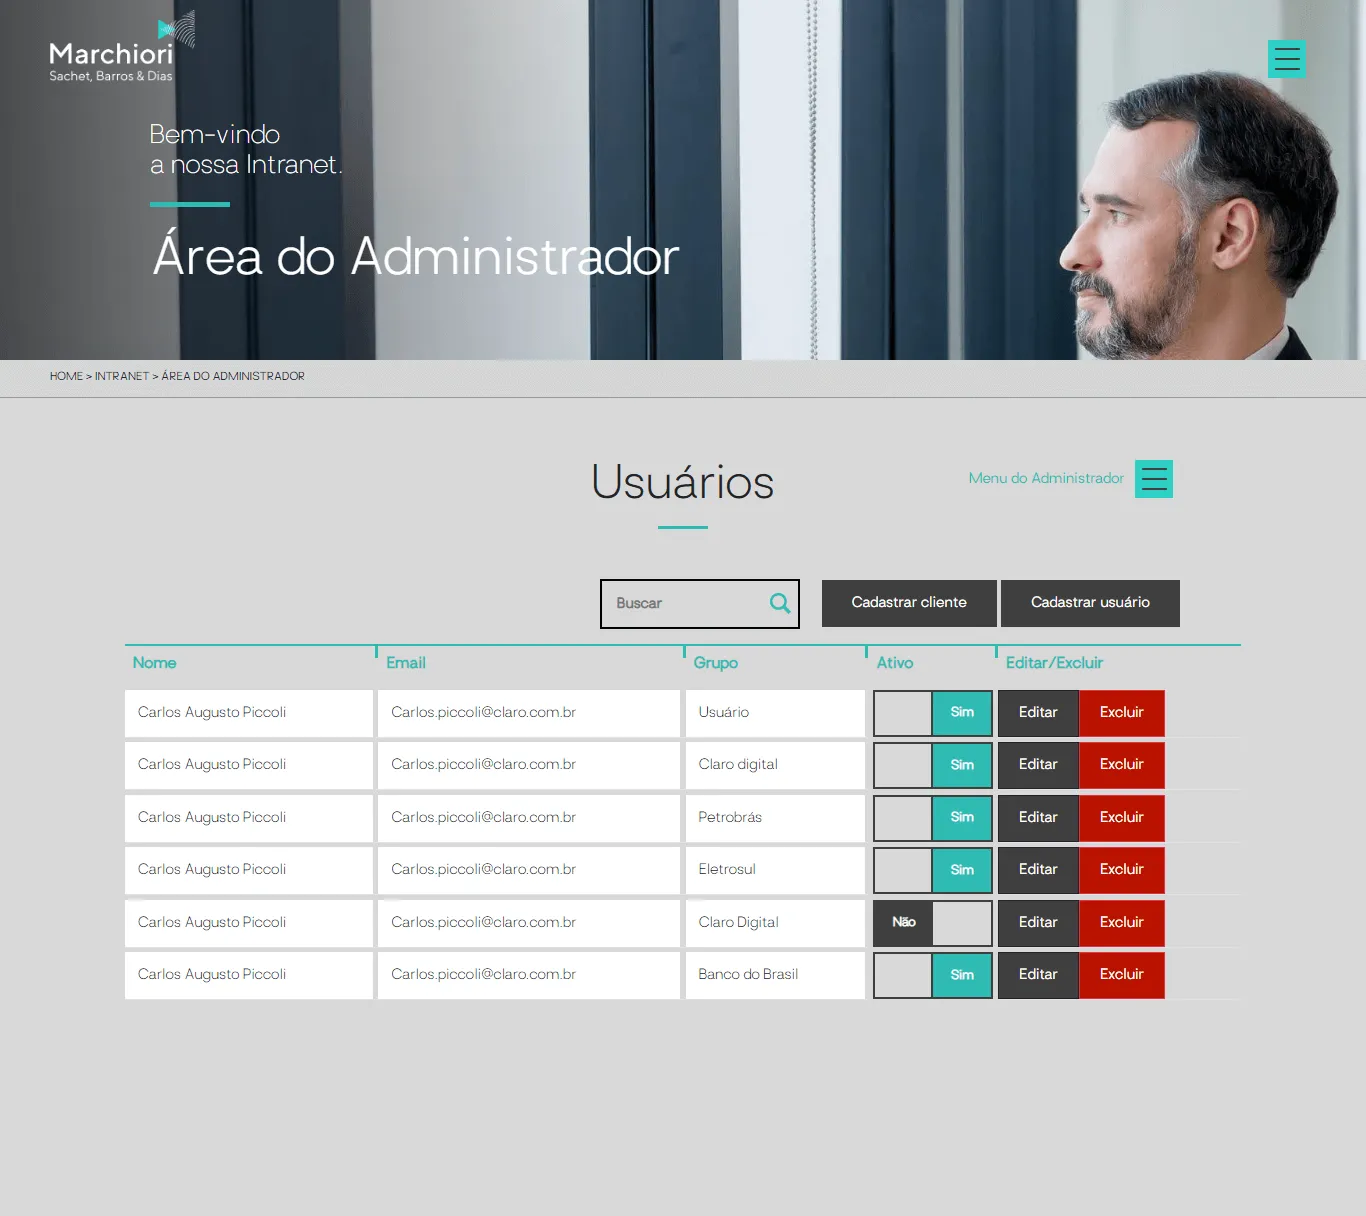 Marchiori
Sachet, Barros & Dias
Bem-vindo
a nossa Intranet.
Área do Administrador
HOME > INTRANET > ÁREA DO ADMINISTRADOR
Usuários
Menu do Administrador
Buscar
Cadastrar cliente
Cadastrar usuário
Nome Email Grupo Ativo Editar/Excluir
Carlos Augusto Piccoli Carlos.piccoli@claro.com.br Usuário Sim Editar Excluir
Carlos Augusto Piccoli Carlos.piccoli@claro.com.br Claro digital Sim Editar Excluir
Carlos Augusto Piccoli Carlos.piccoli@claro.com.br Petrobrás Sim Editar Excluir
Carlos Augusto Piccoli Carlos.piccoli@claro.com.br Eletrosul Sim Editar Excluir
Carlos Augusto Piccoli Carlos.piccoli@claro.com.br Claro Digital Não Editar Excluir
Carlos Augusto Piccoli Carlos.piccoli@claro.com.br Banco do Brasil Sim Editar Excluir